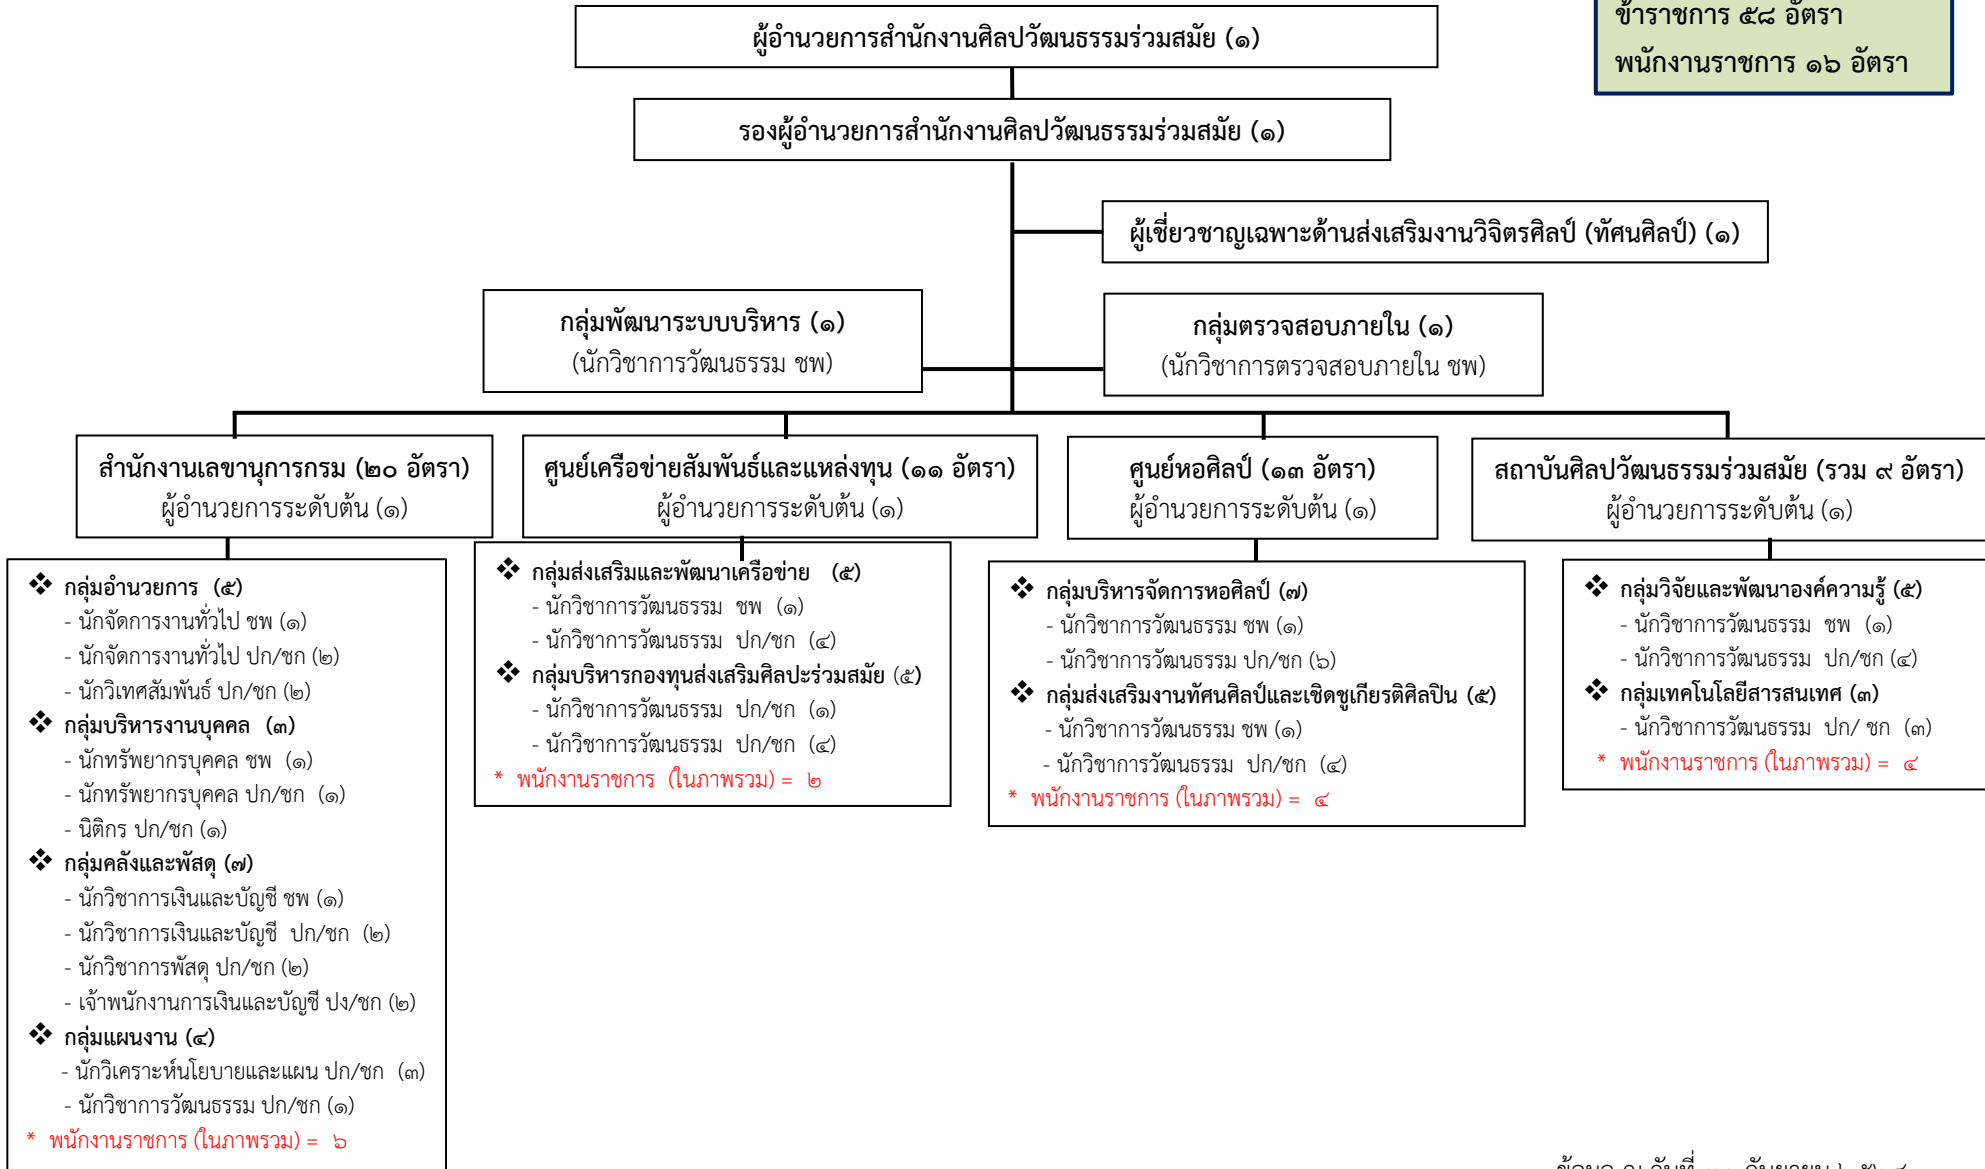 ข้าราชการ ๕๘ อัตรา
พนักงานราชการ ๑๖ อัตรา
ผู้อำนวยการสำนักงานศิลปวัฒนธรรมร่วมสมัย (๑)
รองผู้อำนวยการสำนักงานศิลปวัฒนธรรมร่วมสมัย (๑)
ผู้เชี่ยวชาญเฉพาะด้านส่งเสริมงานวิจิตรศิลป์ (ทัศนศิลป์) (๑)
กลุ่มพัฒนาระบบบริหาร (๑)
(นักวิชาการวัฒนธรรม ชพ)
กลุ่มตรวจสอบภายใน (๑)
(นักวิชาการตรวจสอบภายใน ชพ)
สำนักงานเลขานุการกรม (๒๐ อัตรา)
ผู้อำนวยการระดับต้น (๑)
❖ กลุ่มอำนวยการ (๕)
- นักจัดการงานทั่วไป ชพ (๑)
- นักจัดการงานทั่วไป ปก/ชก (๒)
- นักวิเทศสัมพันธ์ ปก/ชก (๒)
❖ กลุ่มบริหารงานบุคคล (๓)
- นักทรัพยากรบุคคล ชพ (๑)
- นักทรัพยากรบุคคล ปก/ชก (๑)
- นิติกร ปก/ชก (๑)
❖ กลุ่มคลังและพัสดุ (๗)
- นักวิชาการเงินและบัญชี ชพ (๑)
- นักวิชาการเงินและบัญชี ปก/ชก (๒)
- นักวิชาการพัสดุ ปก/ชก (๒)
- เจ้าพนักงานการเงินและบัญชี ปง/ชก (๒)
❖ กลุ่มแผนงาน (๔)
- นักวิเคราะห์นโยบายและแผน ปก/ชก (๓)
- นักวิชาการวัฒนธรรม ปก/ชก (๑)
* พนักงานราชการ (ในภาพรวม) = ๖
ศูนย์เครือข่ายสัมพันธ์และแหล่งทุน (๑๑ อัตรา)
ผู้อำนวยการระดับต้น (๑)
❖ กลุ่มส่งเสริมและพัฒนาเครือข่าย (๕)
- นักวิชาการวัฒนธรรม ชพ (๑)
- นักวิชาการวัฒนธรรม ปก/ชก (๔)
❖ กลุ่มบริหารกองทุนส่งเสริมศิลปะร่วมสมัย (๕)
- นักวิชาการวัฒนธรรม ปก/ชก (๑)
- นักวิชาการวัฒนธรรม ปก/ชก (๔)
* พนักงานราชการ (ในภาพรวม) = ๒
ศูนย์หอศิลป์ (๑๓ อัตรา)
ผู้อำนวยการระดับต้น (๑)
❖ กลุ่มบริหารจัดการหอศิลป์ (๗)
- นักวิชาการวัฒนธรรม ชพ (๑)
- นักวิชาการวัฒนธรรม ปก/ชก (๖)
❖ กลุ่มส่งเสริมงานทัศนศิลป์และเชิดชูเกียรติศิลปิน (๕)
- นักวิชาการวัฒนธรรม ชพ (๑)
- นักวิชาการวัฒนธรรม ปก/ชก (๔)
* พนักงานราชการ (ในภาพรวม) = ๔
สถาบันศิลปวัฒนธรรมร่วมสมัย (รวม ๙ อัตรา)
ผู้อำนวยการระดับต้น (๑)
❖ กลุ่มวิจัยและพัฒนาองค์ความรู้ (๕)
- นักวิชาการวัฒนธรรม ชพ (๑)
- นักวิชาการวัฒนธรรม ปก/ชก (๔)
❖ กลุ่มเทคโนโลยีสารสนเทศ (๓)
- นักวิชาการวัฒนธรรม ปก/ ชก (๓)
* พนักงานราชการ (ในภาพรวม) = ๔
ข้อมูล ณ วันที่
กันยายน